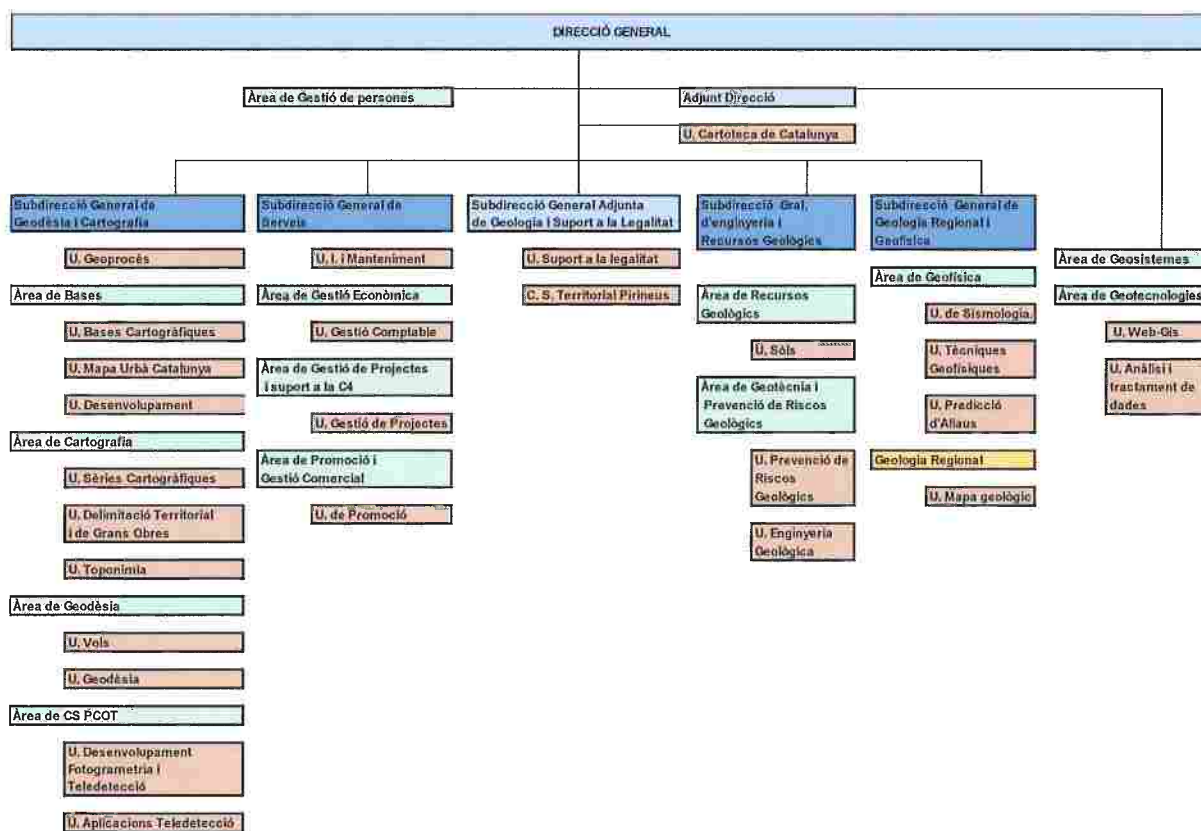 DIRECCIÓ GENERAL
Àrea de Gestió de persones
Adjunt Direcció
U. Cartoteca de Catalunya
Subdirecció General de
Geodèsia i Cartografia
U. Geoprocés
Àrea de Bases
U. Bases Cartogràfiques
U. Mapa Urbà Catalunya
U. Desenvolupament
Àrea de Cartografia
U. Sèries Cartogràfiques
U. Delimitació Territorial
i de Grans Obres
U. Toponímia
Àrea de Geodèsia
U. Vols
U. Geodèsia
Àrea de CS PCOT
U. Desenvolupament
Fotogrametria i
Teledetecció
U. Aplicacions Teledetecció
Subdirecció General de
Serveis
U. I. i Manteniment
Àrea de Gestió Econòmica
U. Gestió Comptable
Àrea de Gestió de Projectes
i suport a la C4
U. Gestió de Projectes
Àrea de Promoció i
Gestió Comercial
U. de Promoció
Subdirecció General Adjunta
de Geologia i Suport a la Legalitat
U. Suport a la legalitat
C. S. Territorial Pirineus
Subdirecció Gral.
d'enginyeria i
Recursos Geològics
Àrea de Recursos
Geològics
U. Sòls
Àrea de Geotècnia i
Prevenció de Riscos
Geològics
U. Prevenció de
Riscos
Geològics
U. Enginyeria
Geològica
Subdirecció General de
Geologia Regional i
Geofísica
Àrea de Geofísica
U. de Sismologia.
U. Tècniques
Geofísiques
U. Predicció
d'Allaus
Geologia Regional
U. Mapa geològic
Àrea de Geosistemes
Àrea de Geotecnologies
U. Web-Gis
U. Anàlisi i
tractament de
dades